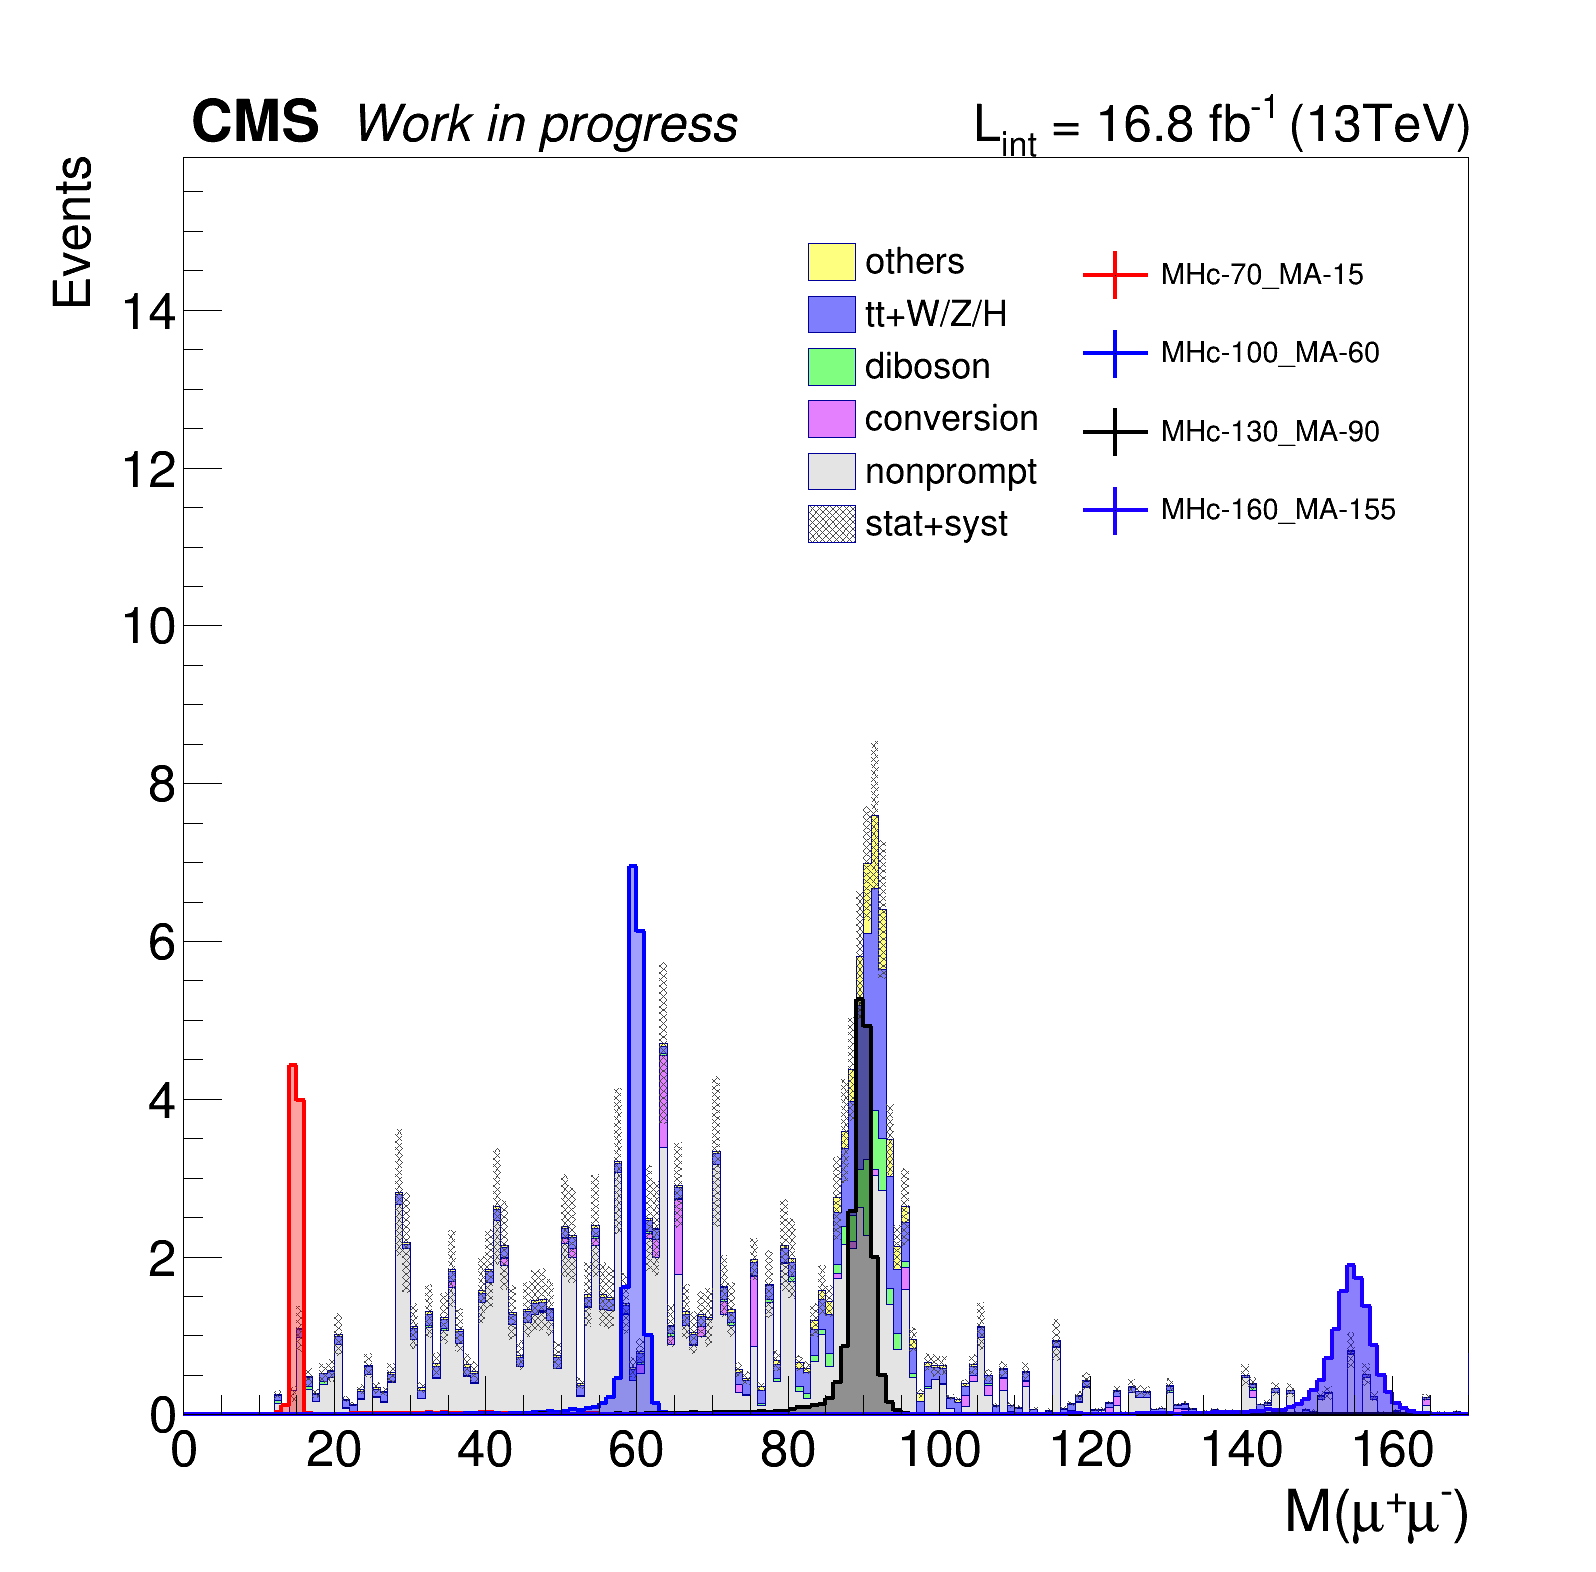 CMS Work in progress L_int = 16.8 fb^-1 (13TeV)
Events
14
12
10
8
6
4
2
0
others
tt+W/Z/H
diboson
conversion
nonprompt
stat+syst
MHc-70_MA-15
MHc-100_MA-60
MHc-130_MA-90
MHc-160_MA-155
0 20 40 60 80 100 120 140 160
M(μ⁺μ⁻)